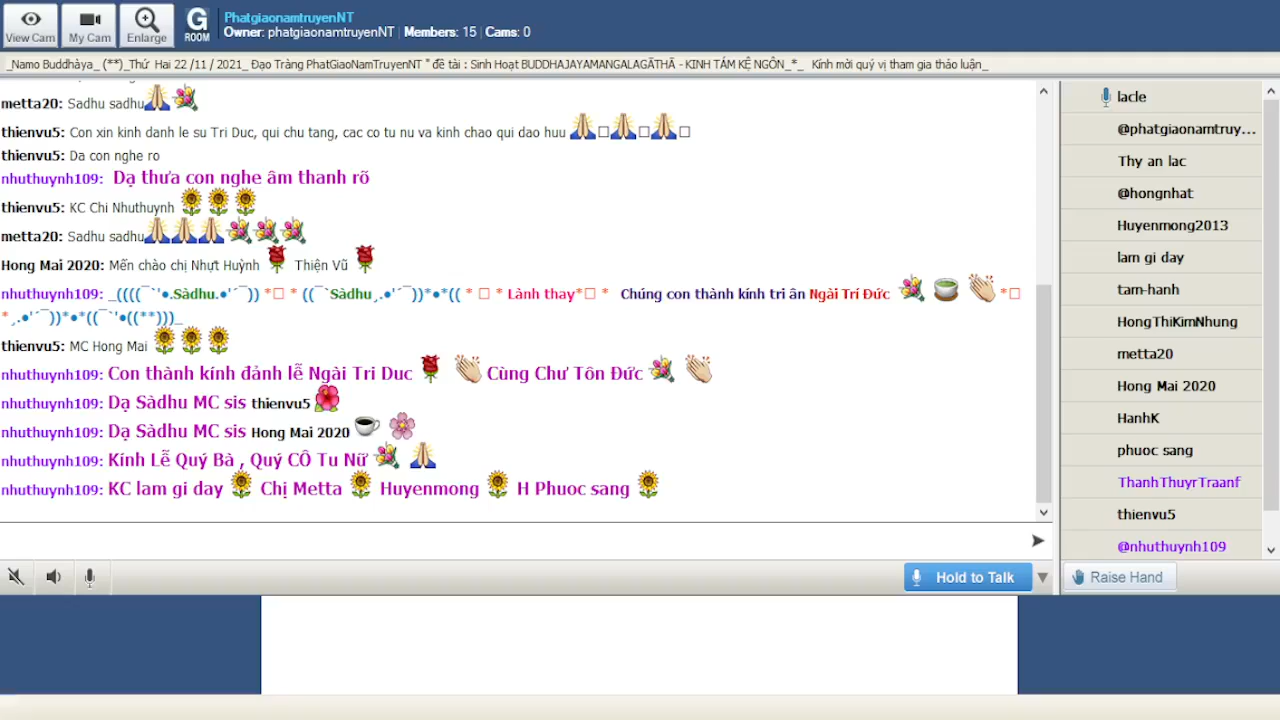 PhatgiaonamtruyenNT
Owner: phatgiaonamtruyenNT | Members: 15 | Cams: 0
View Cam
My Cam
Enlarge
G ROOM
_Namo Buddhàya_ (**)_Thứ Hai 22 /11 / 2021_ Đạo Tràng PhatGiaoNamTruyenNT " đề tài : Sinh Hoạt BUDDHAJAYAMANGALAGĀTHĀ - KINH TÁM KỆ NGÔN_*_ Kính mời quý vị tham gia thảo luận_
metta20: Sadhu sadhu
thienvu5: Con xin kinh danh le su Tri Duc, qui chu tang, cac co tu nu va kinh chao qui dao huu
thienvu5: Da con nghe ro
nhuthuynh109: Dạ thưa con nghe âm thanh rõ
thienvu5: KC Chi Nhuthuynh
metta20: Sadhu sadhu
Hong Mai 2020: Mến chào chị Nhựt Huỳnh Thiện Vũ
nhuthuynh109: _((((¯`'•.Sàdhu.•'´¯)) *□ * ((¯`Sàdhu¸.•'´¯))*•*(( * □ * Lành thay*□ * Chúng con thành kính tri ân Ngài Trí Đức *□
*¸.•'´¯))*•*((¯`'•((**)))_
thienvu5: MC Hong Mai
nhuthuynh109: Con thành kính đảnh lễ Ngài Tri Duc Cùng Chư Tôn Đức
nhuthuynh109: Dạ Sàdhu MC sis thienvu5
nhuthuynh109: Dạ Sàdhu MC sis Hong Mai 2020
nhuthuynh109: Kính Lễ Quý Bà , Quý CÔ Tu Nữ
nhuthuynh109: KC lam gi day Chị Metta Huyenmong H Phuoc sang
lacle
@phatgiaonamtruy...
Thy an lac
@hongnhat
Huyenmong2013
lam gi day
tam-hanh
HongThiKimNhung
metta20
Hong Mai 2020
HanhK
phuoc sang
ThanhThuyrTraanf
thienvu5
@nhuthuynh109
Hold to Talk
Raise Hand